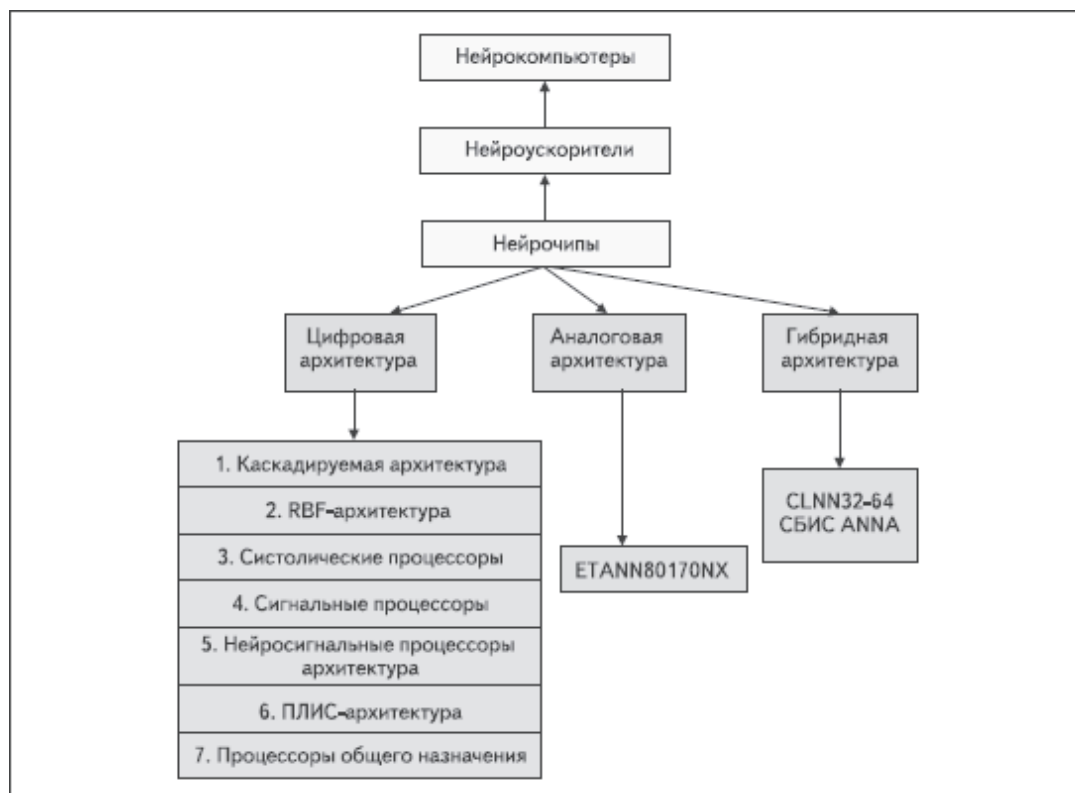 Нейрокомпьютеры
Нейроускорители
Нейрочипы
Цифровая
архитектура
Аналоговая
архитектура
Гибридная
архитектура
1. Каскадируемая архитектура
2. RBF-архитектура
3. Систолические процессоры
4. Сигнальные процессоры
5. Нейросигнальные процессоры
архитектура
6. ПЛИС-архитектура
7. Процессоры общего назначения
ETANN80170NX
CLNN32-64
СБИС ANNA